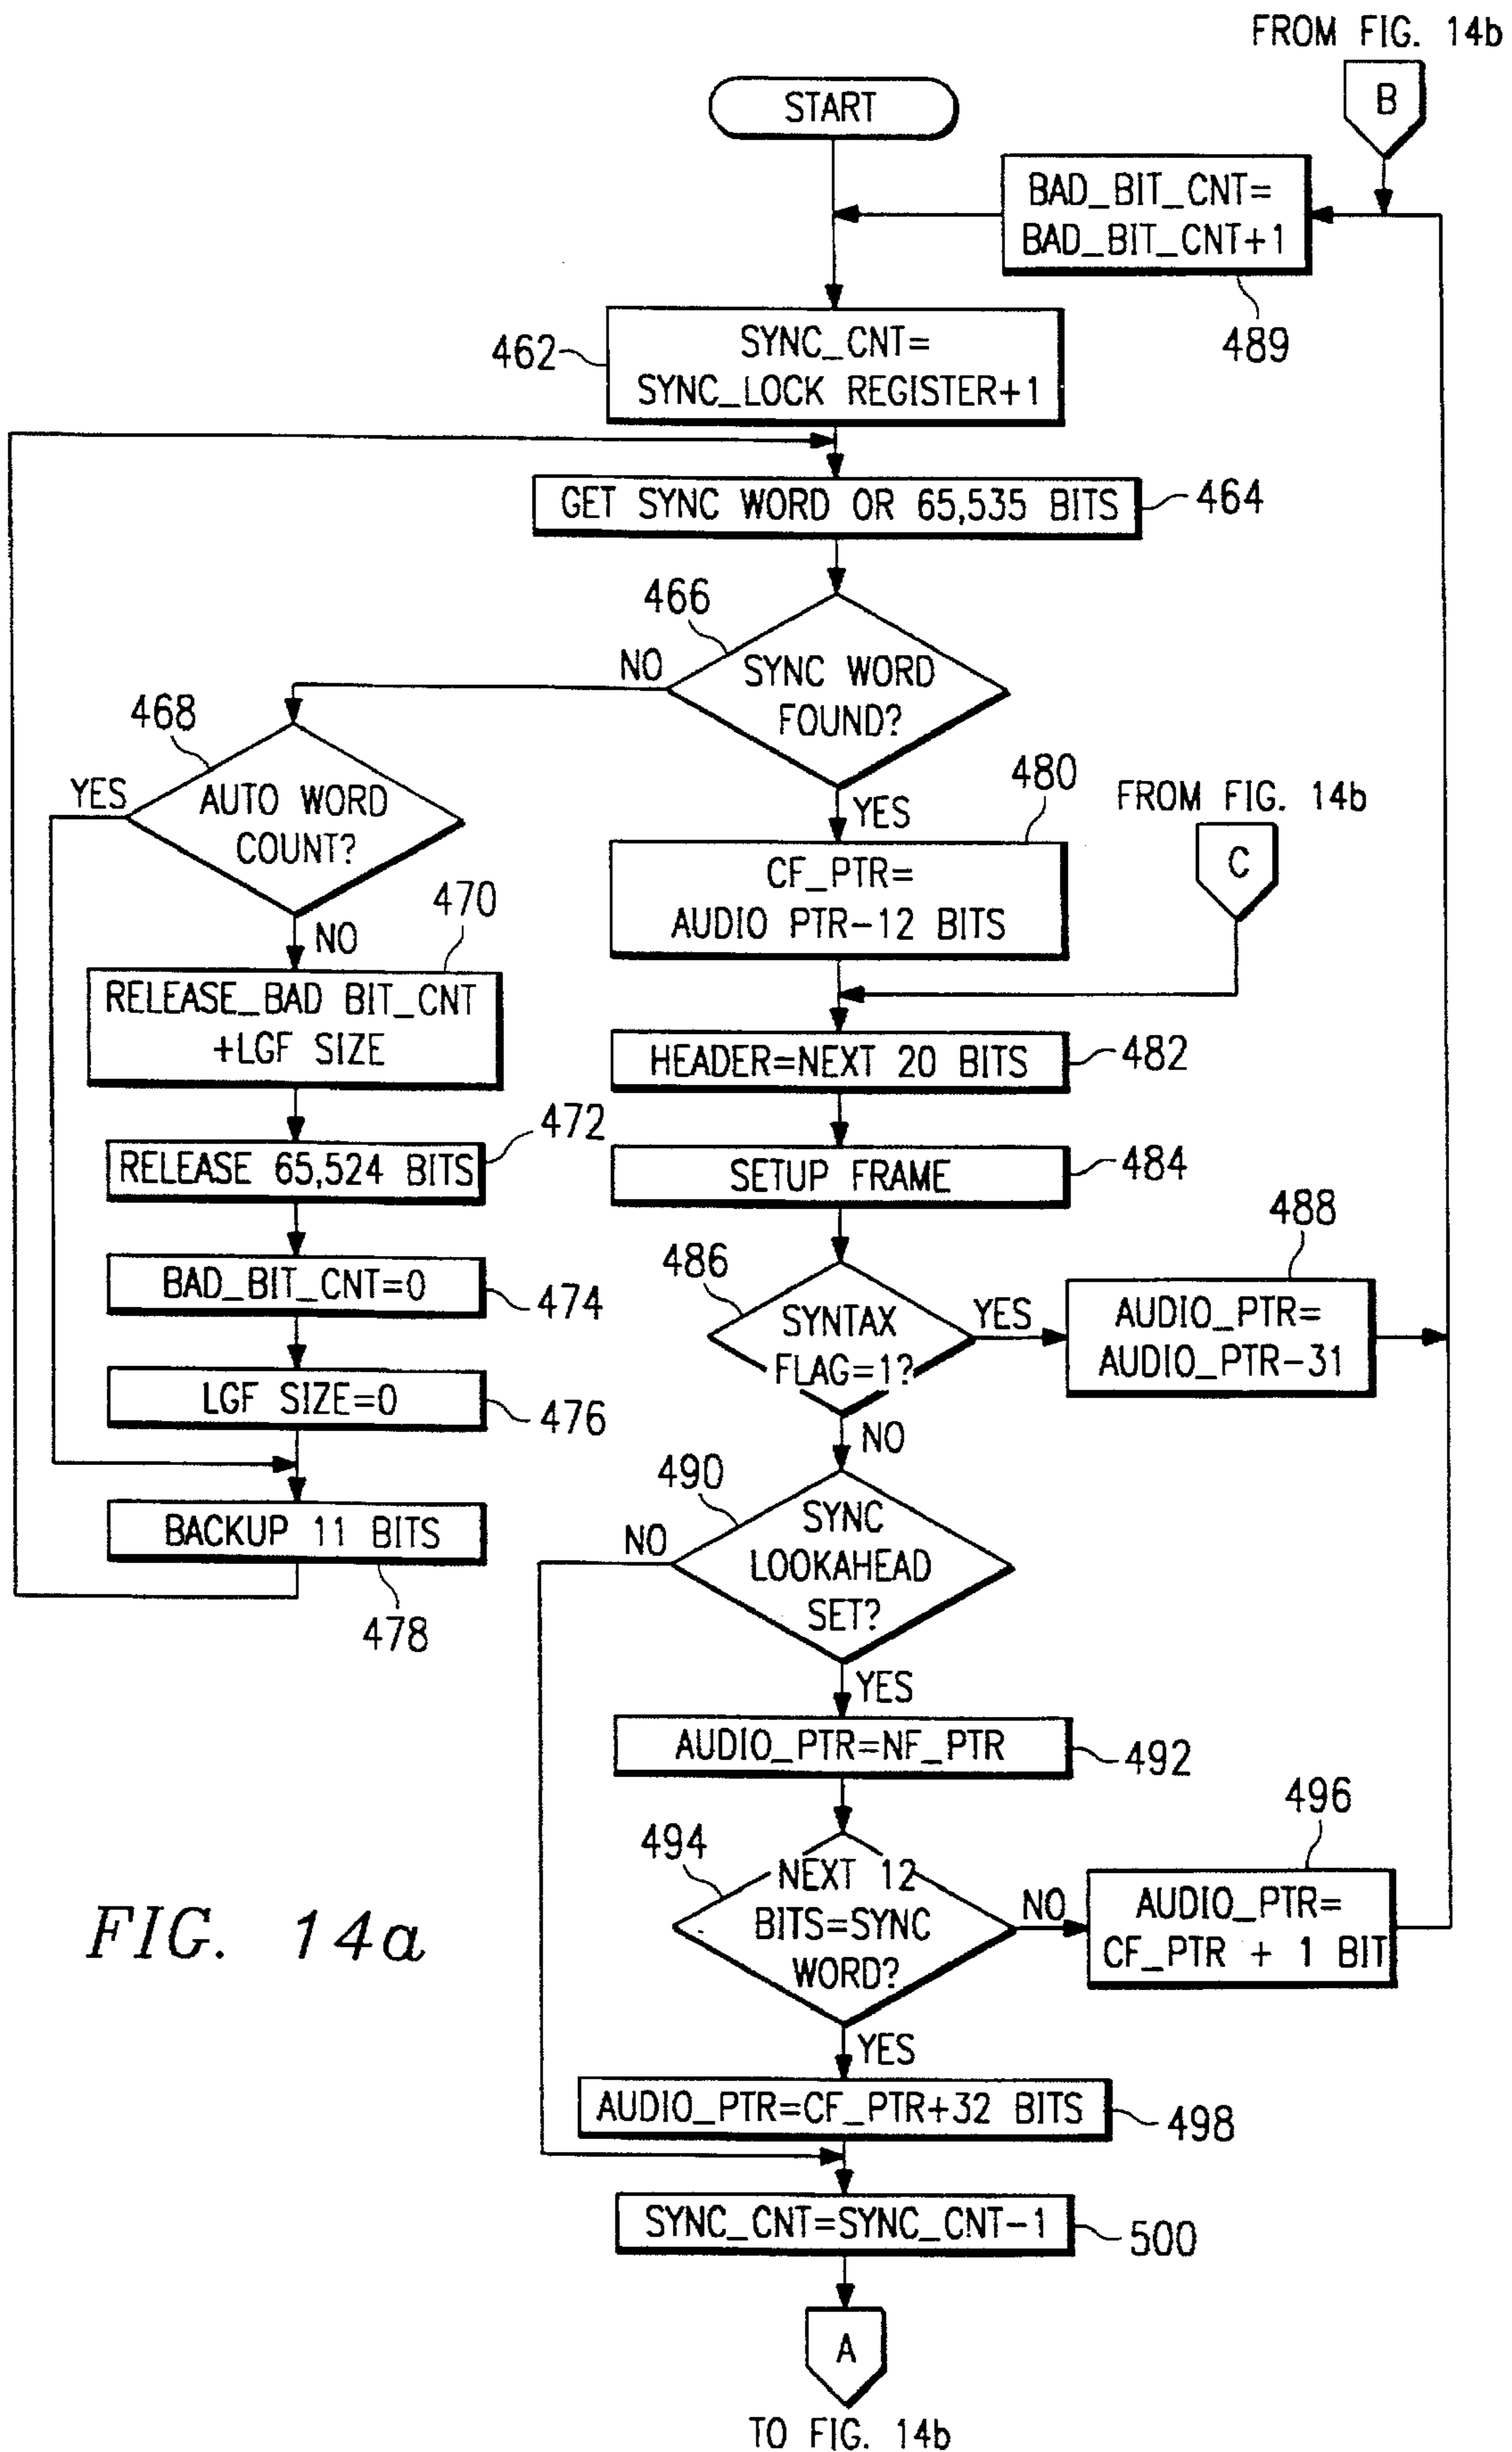 FROM FIG. 14b
B
START
BAD_BIT_CNT=
BAD_BIT_CNT+1
489
462
SYNC_CNT=
SYNC_LOCK REGISTER+1
GET SYNC WORD OR 65,535 BITS
464
466
SYNC WORD
FOUND?
NO
YES
468
AUTO WORD
COUNT?
YES
NO
470
RELEASE_BAD BIT_CNT
+LGF SIZE
472
RELEASE 65,524 BITS
BAD_BIT_CNT=0
474
LGF SIZE=0
476
BACKUP 11 BITS
478
480
CF_PTR=
AUDIO PTR-12 BITS
FROM FIG. 14b
C
HEADER=NEXT 20 BITS
482
SETUP FRAME
484
486
SYNTAX
FLAG=1?
YES
NO
488
AUDIO_PTR=
AUDIO_PTR-31
490
SYNC
LOOKAHEAD
SET?
NO
YES
AUDIO_PTR=NF_PTR
492
494
NEXT 12
BITS=SYNC
WORD?
NO
YES
496
AUDIO_PTR=
CF_PTR + 1 BIT
AUDIO_PTR=CF_PTR+32 BITS
498
SYNC_CNT=SYNC_CNT-1
500
A
TO FIG. 14b
FIG. 14a